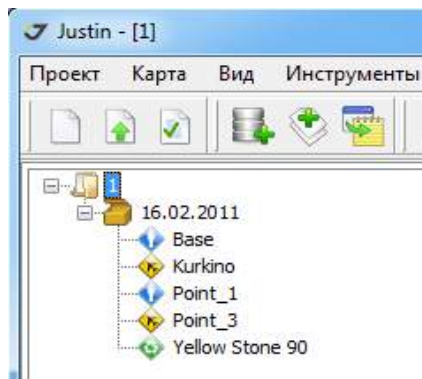 Justin - [1]
Проект Карта Вид Инструменты
1
16.02.2011
Base
Kurkino
Point_1
Point_3
Yellow Stone 90